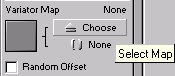 Variator Map None
Choose
None
Select Map
Random Offset